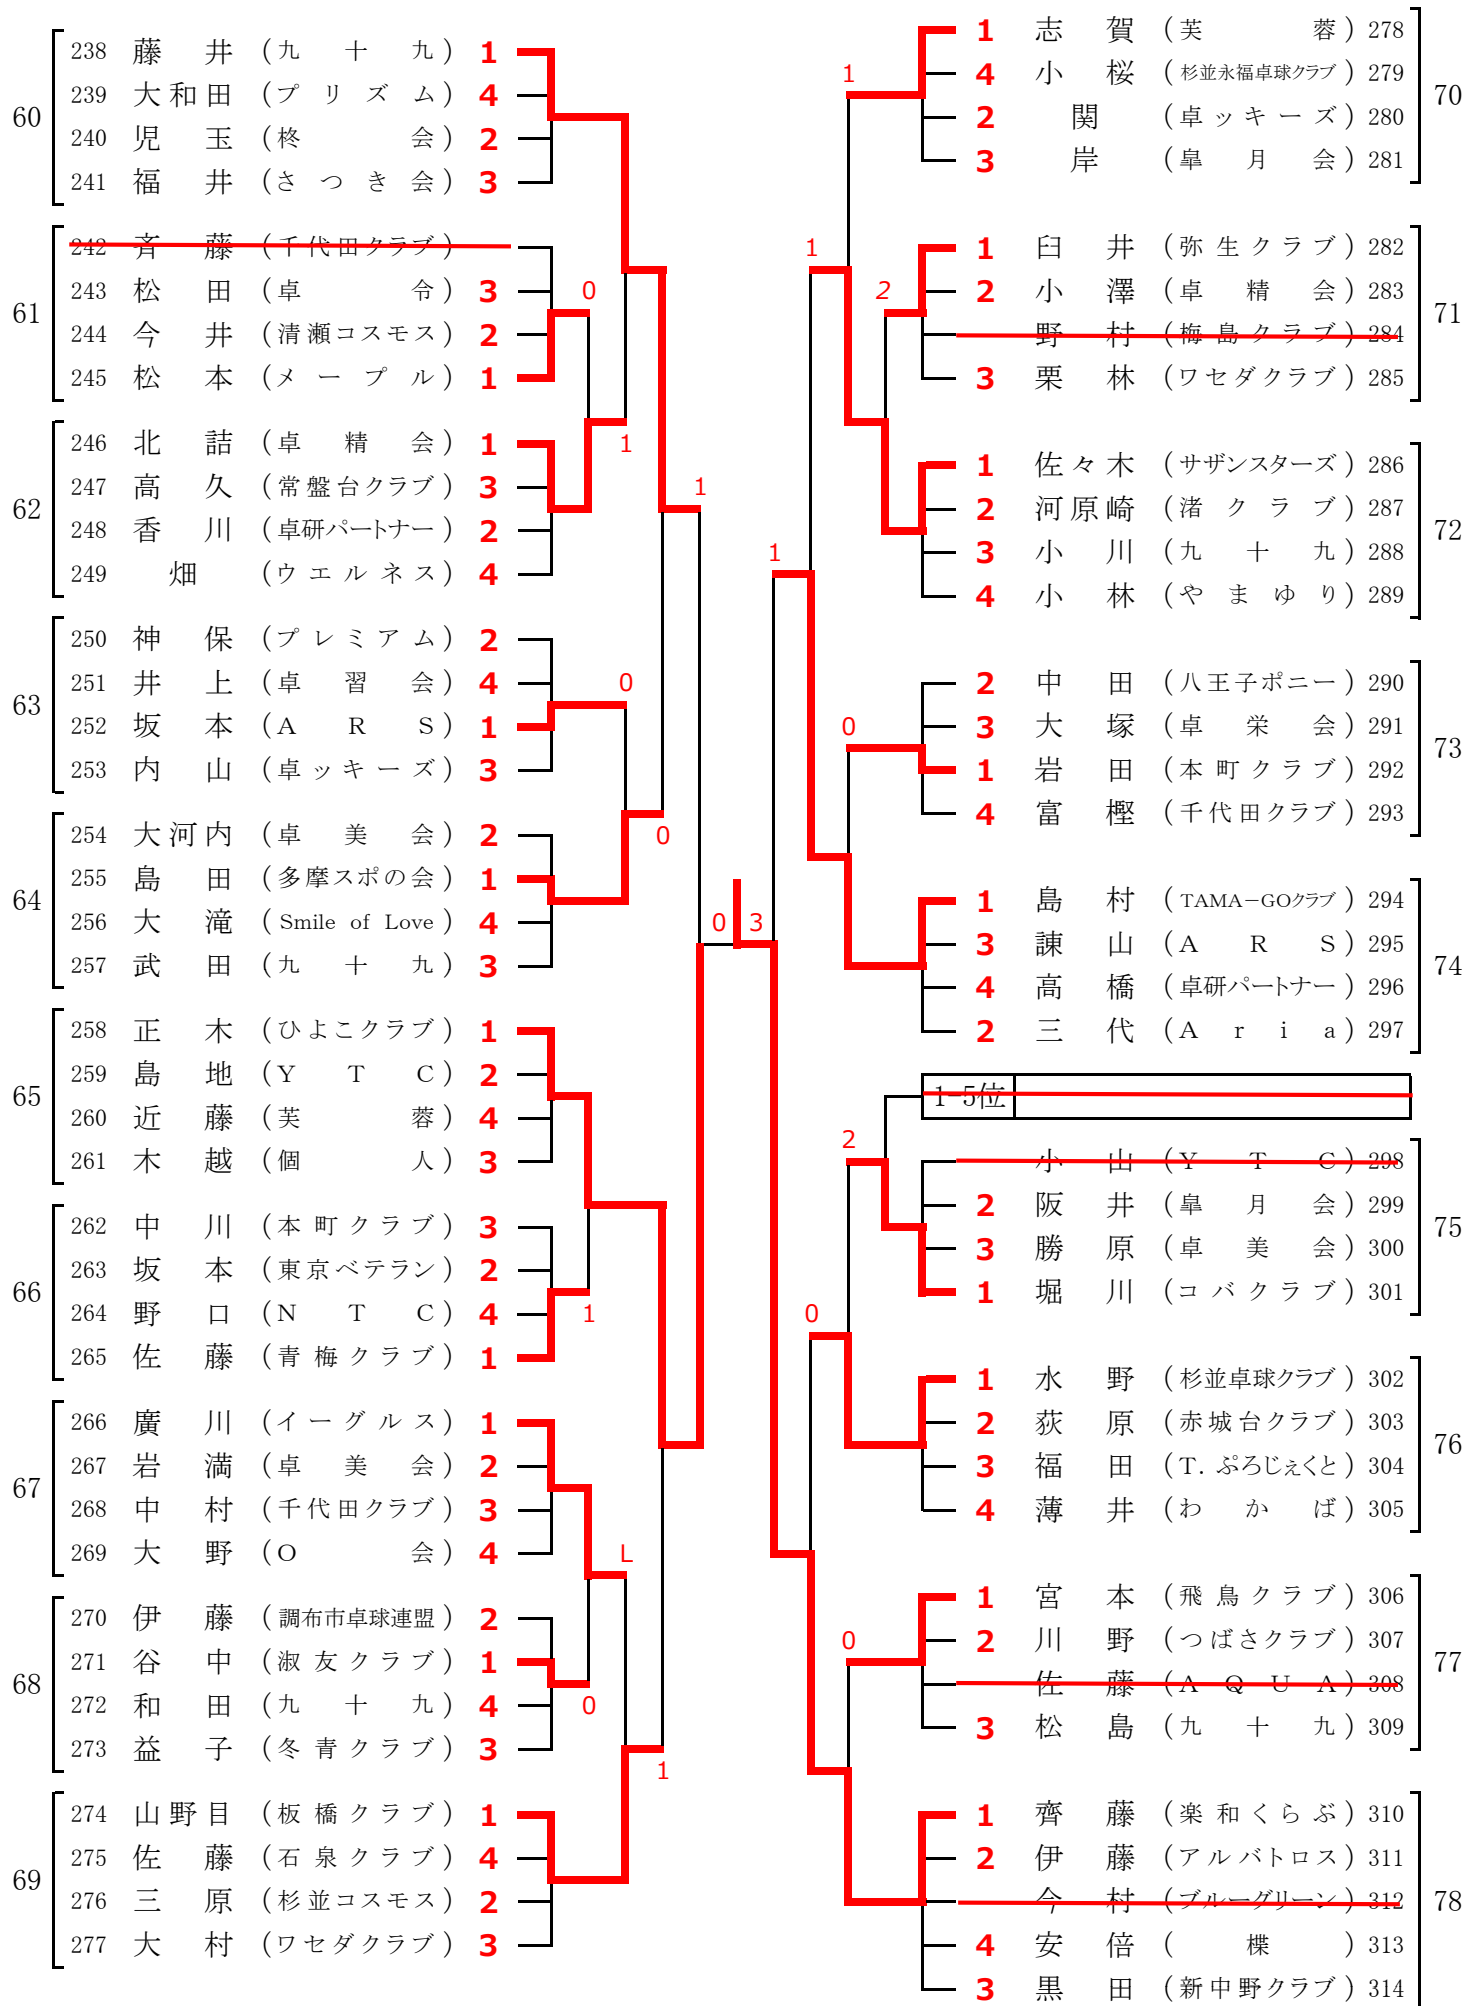 60
238 藤井 (九十九) 1
239 大和田 (プリズム) 4
240 児玉 (柊会) 2
241 福井 (さつき会) 3
61
242 斉藤 (千代田クラブ)
243 松田 (卓令) 3
244 今井 (清瀬コスモス) 2
245 松本 (メープル) 1
0
62
246 北詰 (卓精会) 1
247 高久 (常盤台クラブ) 3
248 香川 (卓研パートナー) 2
249 畑 (ウエルネス) 4
1
1
63
250 神保 (プレミアム) 2
251 井上 (卓習会) 4
252 坂本 (ARS) 1
253 内山 (卓ッキーズ) 3
0
64
254 大河内 (卓美会) 2
255 島田 (多摩スポの会) 1
256 大滝 (Smile of Love) 4
257 武田 (九十九) 3
0
0 3
65
258 正木 (ひよこクラブ) 1
259 島地 (YTC) 2
260 近藤 (芙蓉) 4
261 木越 (個人) 3
66
262 中川 (本町クラブ) 3
263 坂本 (東京ベテラン) 2
264 野口 (NTC) 4
265 佐藤 (青梅クラブ) 1
1
67
266 廣川 (イーグルス) 1
267 岩満 (卓美会) 2
268 中村 (千代田クラブ) 3
269 大野 (O会) 4
L
68
270 伊藤 (調布市卓球連盟) 2
271 谷中 (淑友クラブ) 1
272 和田 (九十九) 4
273 益子 (冬青クラブ) 3
0
1
69
274 山野目 (板橋クラブ) 1
275 佐藤 (石泉クラブ) 4
276 三原 (杉並コスモス) 2
277 大村 (ワセダクラブ) 3
1 志賀 (芙蓉) 278
4 小桜 (杉並永福卓球クラブ) 279
2 関 (卓ッキーズ) 280
3 岸 (皐月会) 281
70
1
1
2
1 臼井 (弥生クラブ) 282
2 小澤 (卓精会) 283
野村 (梅島クラブ) 284
3 栗林 (ワセダクラブ) 285
71
1 佐々木 (サザンスターズ) 286
2 河原崎 (渚クラブ) 287
3 小川 (九十九) 288
4 小林 (やまゆり) 289
72
1
2 中田 (八王子ポニー) 290
3 大塚 (卓栄会) 291
1 岩田 (本町クラブ) 292
4 富樫 (千代田クラブ) 293
73
0
1 島村 (TAMA-GOクラブ) 294
3 諌山 (ARS) 295
4 高橋 (卓研パートナー) 296
2 三代 (Aria) 297
74
1-5位
2
小山 (YTC) 298
2 阪井 (皐月会) 299
3 勝原 (卓美会) 300
1 堀川 (コバクラブ) 301
75
0
1 水野 (杉並卓球クラブ) 302
2 荻原 (赤城台クラブ) 303
3 福田 (T.ぷろじぇくと) 304
4 薄井 (わかば) 305
76
0
1 宮本 (飛鳥クラブ) 306
2 川野 (つばさクラブ) 307
佐藤 (AQUA) 308
3 松島 (九十九) 309
77
1 齊藤 (楽和くらぶ) 310
2 伊藤 (アルバトロス) 311
今村 (ブルーグリーン) 312
4 安倍 (楪) 313
3 黒田 (新中野クラブ) 314
78